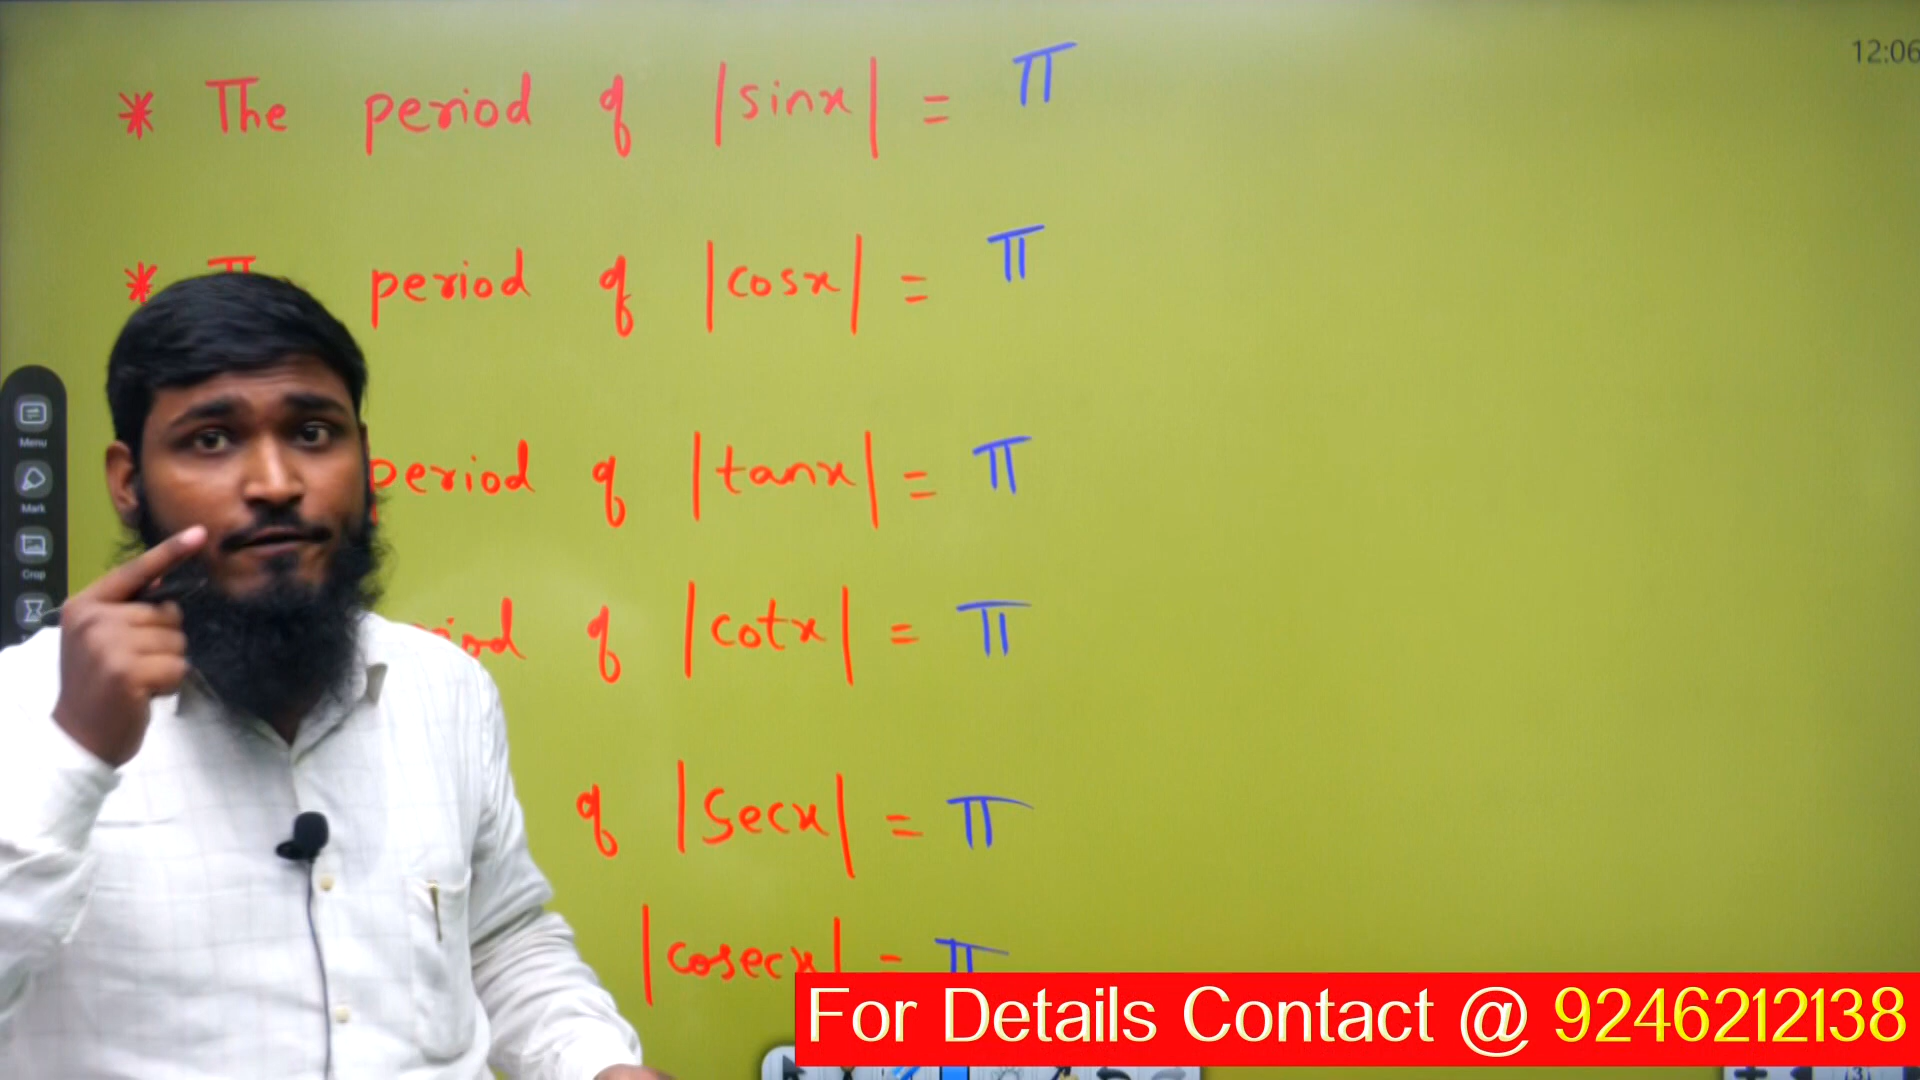 12:06
* The period of |sinx| = π
* period of |cosx| = π
period of |tanx| = π
of |cotx| = π
of |Secx| = π
|cosecx| = π
Menu
Mark
Crop
For Details Contact @ 9246212138
(3)